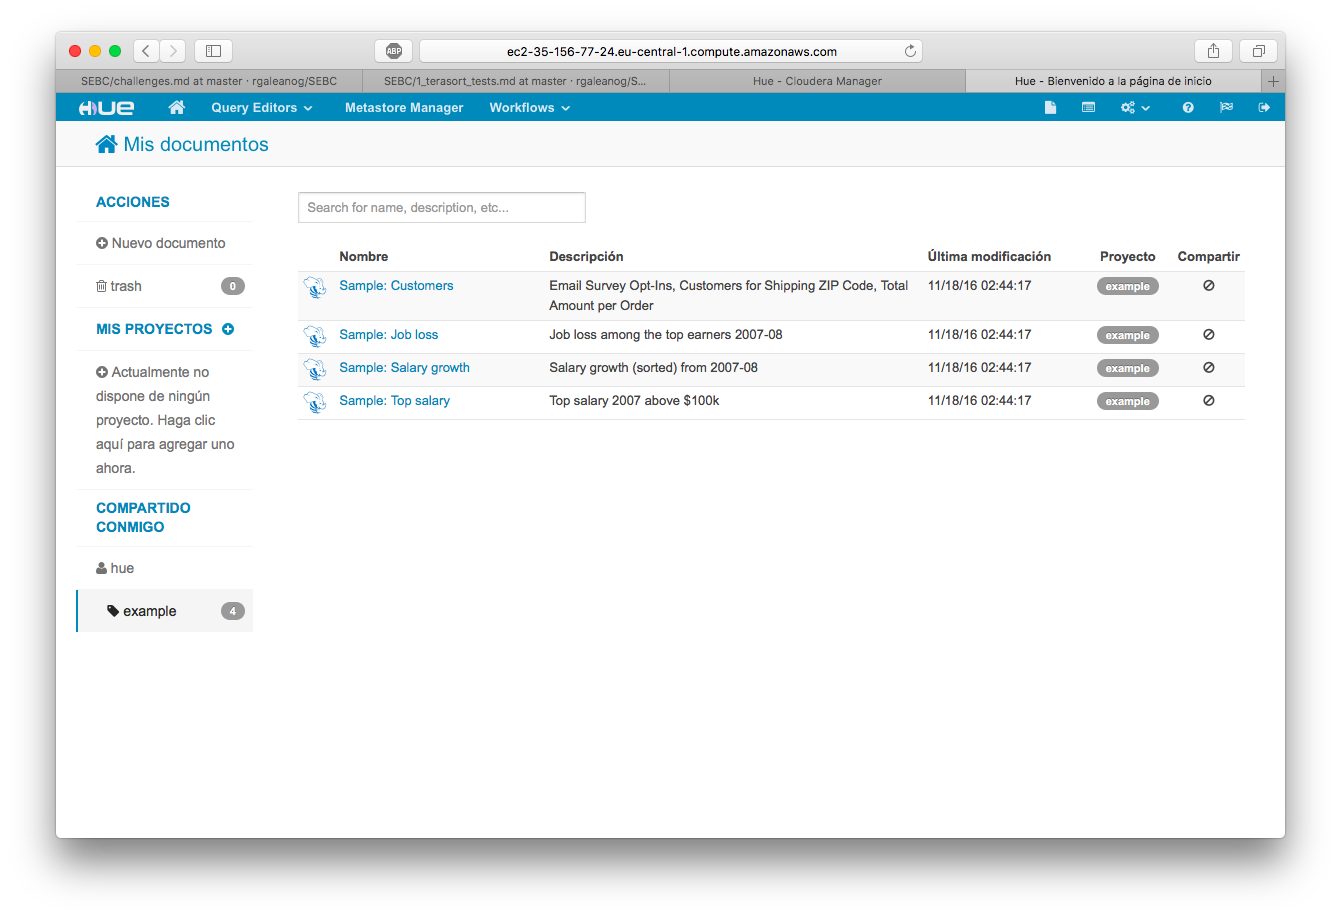 ABP
ec2-35-156-77-24.eu-central-1.compute.amazonaws.com
SEBC/challenges.md at master · rgaleanog/SEBC
SEBC/1_terasort_tests.md at master · rgaleanog/S...
Hue - Cloudera Manager
Hue - Bienvenido a la página de inicio
HUE
Query Editors
Metastore Manager
Workflows
Mis documentos
ACCIONES
Nuevo documento
trash 0
MIS PROYECTOS
Actualmente no
dispone de ningún
proyecto. Haga clic
aquí para agregar uno
ahora.
COMPARTIDO
CONMIGO
hue
example 4
Search for name, description, etc...
Nombre Descripción Última modificación Proyecto Compartir
Sample: Customers Email Survey Opt-Ins, Customers for Shipping ZIP Code, Total 11/18/16 02:44:17 example
Amount per Order
Sample: Job loss Job loss among the top earners 2007-08 11/18/16 02:44:17 example
Sample: Salary growth Salary growth (sorted) from 2007-08 11/18/16 02:44:17 example
Sample: Top salary Top salary 2007 above $100k 11/18/16 02:44:17 example